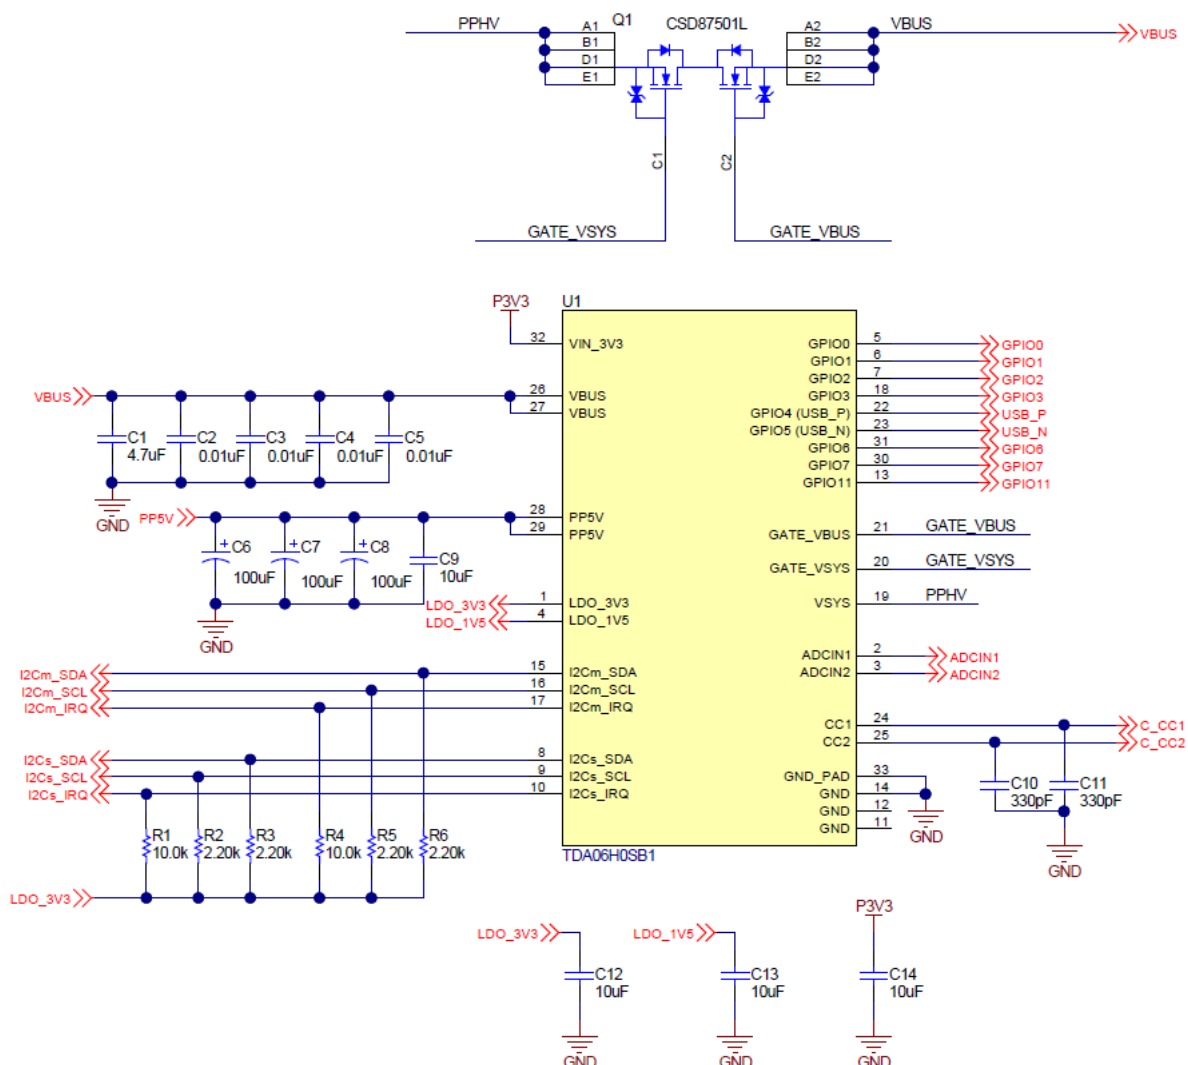 PPHV
A1
Q1
CSD87501L
A2
VBUS
VBUS
B1
B2
D1
D2
E1
E2
C1
C2
GATE_VSYS
GATE_VBUS
P3V3
U1
32
VIN_3V3
GPIO0
5
GPIO0
GPIO1
6
GPIO1
GPIO2
7
GPIO2
VBUS
26
VBUS
GPIO3
18
GPIO3
27
VBUS
GPIO4 (USB_P)
22
USB_P
GPIO5 (USB_N)
23
USB_N
GPIO6
31
GPIO6
GPIO7
30
GPIO7
GPIO11
13
GPIO11
C1
4.7uF
C2
0.01uF
C3
0.01uF
C4
0.01uF
C5
0.01uF
GND
PP5V
28
PP5V
29
PP5V
GATE_VBUS
21
GATE_VBUS
GATE_VSYS
20
GATE_VSYS
VSYS
19
PPHV
+
C6
100uF
+
C7
100uF
+
C8
100uF
C9
10uF
GND
LDO_3V3
1
LDO_3V3
LDO_1V5
4
LDO_1V5
ADCIN1
2
ADCIN1
ADCIN2
3
ADCIN2
I2Cm_SDA
15
I2Cm_SDA
I2Cm_SCL
16
I2Cm_SCL
I2Cm_IRQ
17
I2Cm_IRQ
CC1
24
C_CC1
CC2
25
C_CC2
I2Cs_SDA
8
I2Cs_SDA
I2Cs_SCL
9
I2Cs_SCL
I2Cs_IRQ
10
I2Cs_IRQ
GND_PAD
33
GND
14
GND
12
GND
11
GND
C10
330pF
C11
330pF
GND
R1
10.0k
R2
2.20k
R3
2.20k
R4
10.0k
R5
2.20k
R6
2.20k
TDA06H0SB1
LDO_3V3
LDO_3V3
C12
10uF
GND
LDO_1V5
C13
10uF
GND
P3V3
C14
10uF
GND